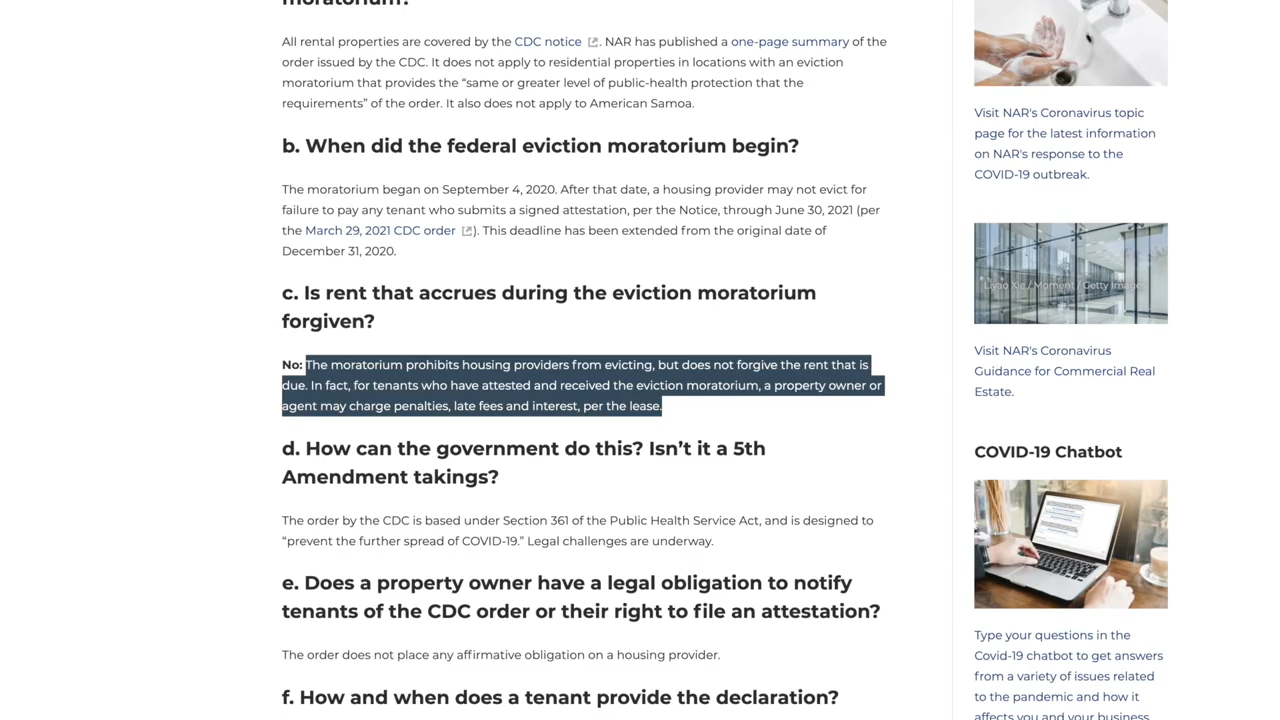 moratorium?
All rental properties are covered by the CDC notice. NAR has published a one-page summary of the
order issued by the CDC. It does not apply to residential properties in locations with an eviction
moratorium that provides the “same or greater level of public-health protection that the
requirements” of the order. It also does not apply to American Samoa.
b. When did the federal eviction moratorium begin?
The moratorium began on September 4, 2020. After that date, a housing provider may not evict for
failure to pay any tenant who submits a signed attestation, per the Notice, through June 30, 2021 (per
the March 29, 2021 CDC order). This deadline has been extended from the original date of
December 31, 2020.
c. Is rent that accrues during the eviction moratorium
forgiven?
No: The moratorium prohibits housing providers from evicting, but does not forgive the rent that is
due. In fact, for tenants who have attested and received the eviction moratorium, a property owner or
agent may charge penalties, late fees and interest, per the lease.
d. How can the government do this? Isn’t it a 5th
Amendment takings?
The order by the CDC is based under Section 361 of the Public Health Service Act, and is designed to
“prevent the further spread of COVID-19.” Legal challenges are underway.
e. Does a property owner have a legal obligation to notify
tenants of the CDC order or their right to file an attestation?
The order does not place any affirmative obligation on a housing provider.
f. How and when does a tenant provide the declaration?
Visit NAR's Coronavirus topic
page for the latest information
on NAR's response to the
COVID-19 outbreak.
Liyao Xie / Moment / Getty Images
Visit NAR's Coronavirus
Guidance for Commercial Real
Estate.
COVID-19 Chatbot
Type your questions in the
Covid-19 chatbot to get answers
from a variety of issues related
to the pandemic and how it
affects you and your business.